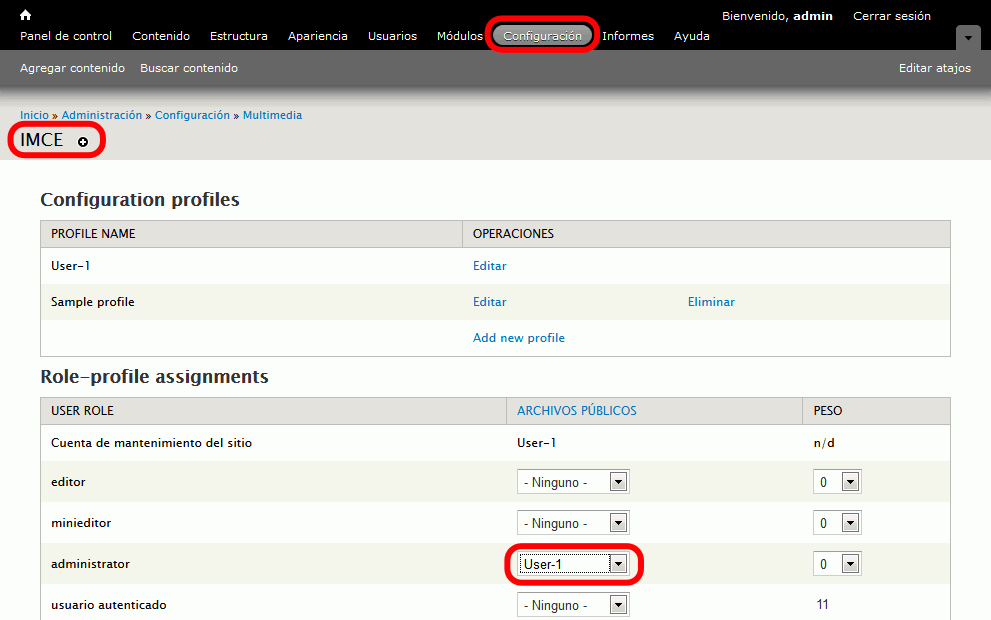 Bienvenido, admin Cerrar sesión
Panel de control Contenido Estructura Apariencia Usuarios Módulos Configuración Informes Ayuda
Agregar contenido Buscar contenido Editar atajos
Inicio » Administración » Configuración » Multimedia
IMCE
Configuration profiles
PROFILE NAME OPERACIONES
User-1 Editar
Sample profile Editar Eliminar
Add new profile
Role-profile assignments
USER ROLE ARCHIVOS PÚBLICOS PESO
Cuenta de mantenimiento del sitio User-1 n/d
editor - Ninguno - 0
minieditor - Ninguno - 0
administrator User-1 0
usuario autenticado - Ninguno - 11